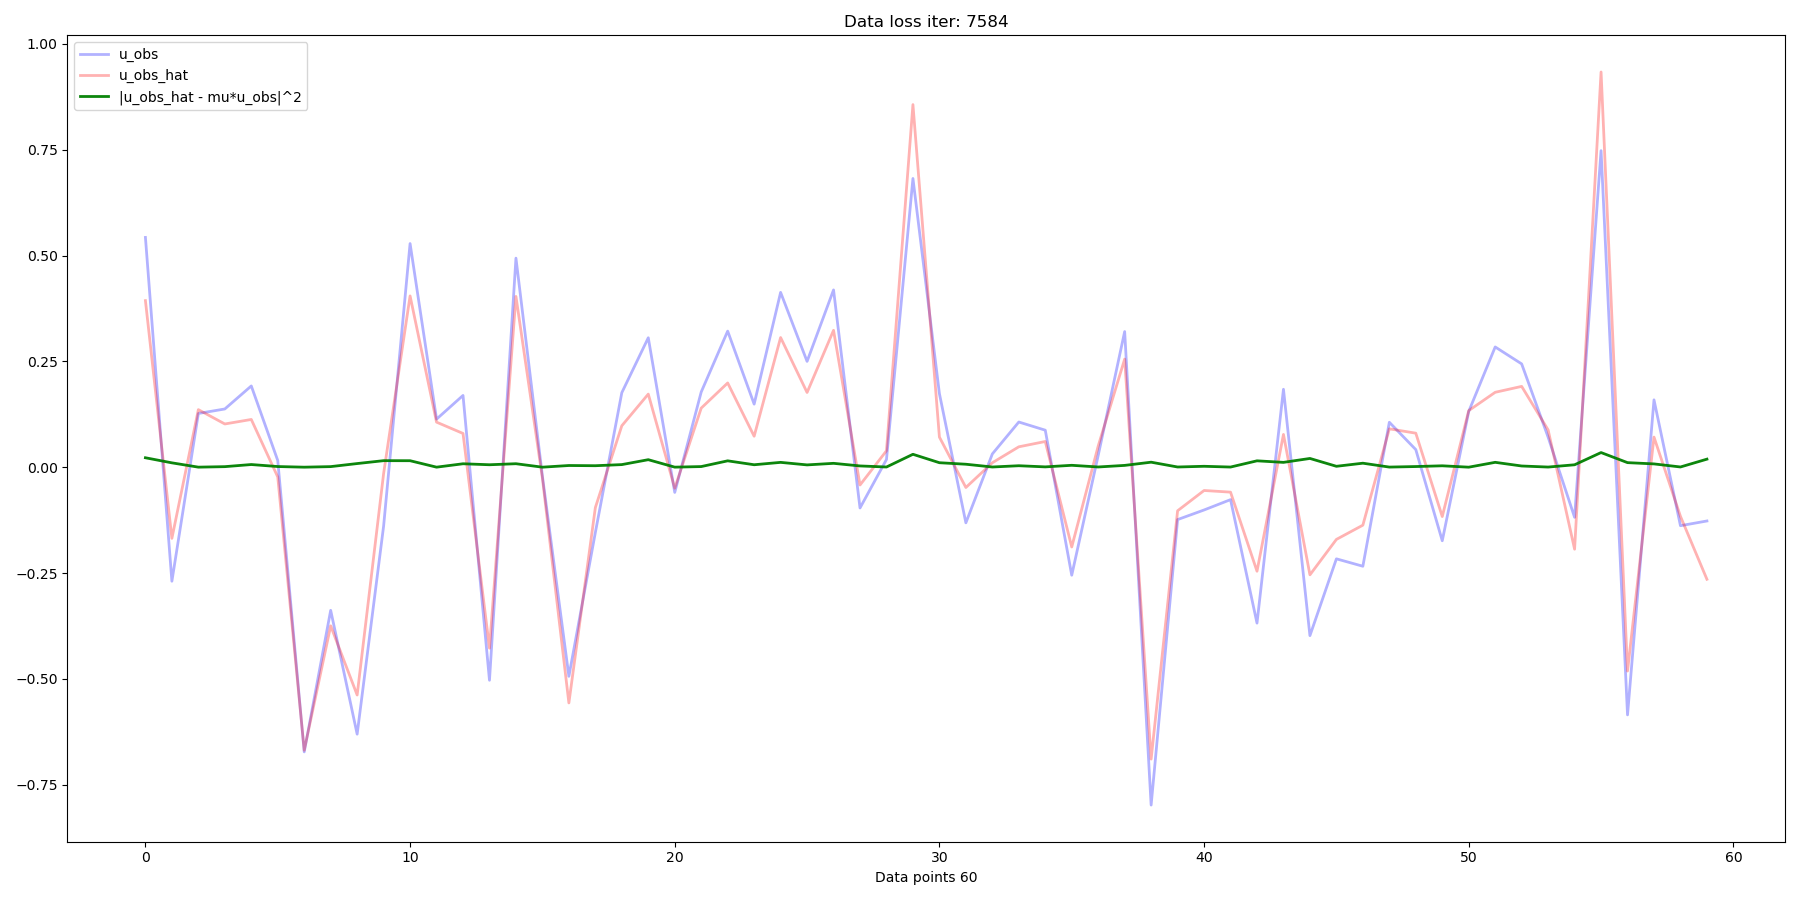 Data loss iter: 7584
u_obs
u_obs_hat
|u_obs_hat - mu*u_obs|^2
1.00
0.75
0.50
0.25
0.00
−0.25
−0.50
−0.75
0 10 20 30 40 50 60
Data points 60